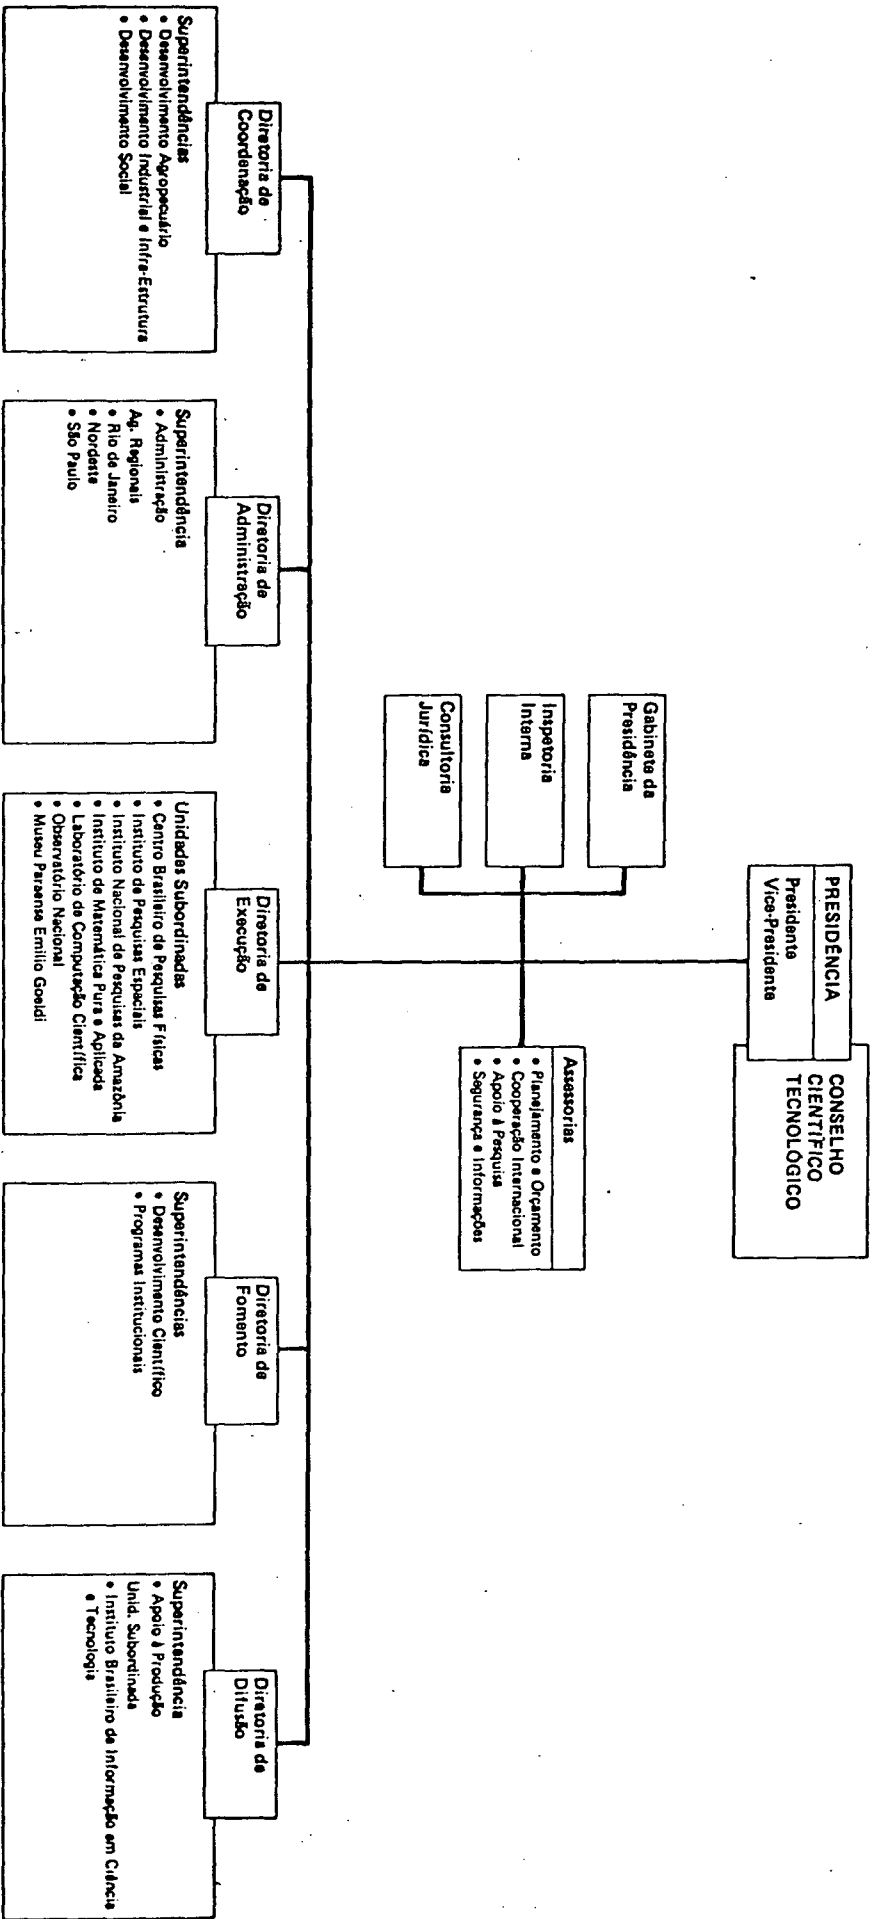 PRESIDÊNCIA
Presidente
Vice-Presidente
CONSELHO
CIENTÍFICO
TECNOLÓGICO
Gabinete da
Presidência
Inspetoria
Interna
Consultoria
Jurídica
Assessorias
• Planejamento e Orçamento
• Cooperação Internacional
• Apoio à Pesquisa
• Segurança e Informações
Diretoria de
Coordenação
Superintendências
• Desenvolvimento Agropecuário
• Desenvolvimento Industrial e Infra-Estrutura
• Desenvolvimento Social
Diretoria de
Administração
Superintendência
• Administração
Ag. Regionais
• Rio de Janeiro
• Nordeste
• São Paulo
Diretoria de
Execução
Unidades Subordinadas
• Centro Brasileiro de Pesquisas Físicas
• Instituto de Pesquisas Espaciais
• Instituto Nacional de Pesquisas da Amazônia
• Instituto de Matemática Pura e Aplicada
• Laboratório de Computação Científica
• Observatório Nacional
• Museu Paraense Emilio Goeldi
Diretoria de
Fomento
Superintendências
• Desenvolvimento Científico
• Programas Institucionais
Diretoria de
Difusão
Superintendência
• Apoio à Produção
Unid. Subordinada
• Instituto Brasileiro de Informação em Ciência
e Tecnologia